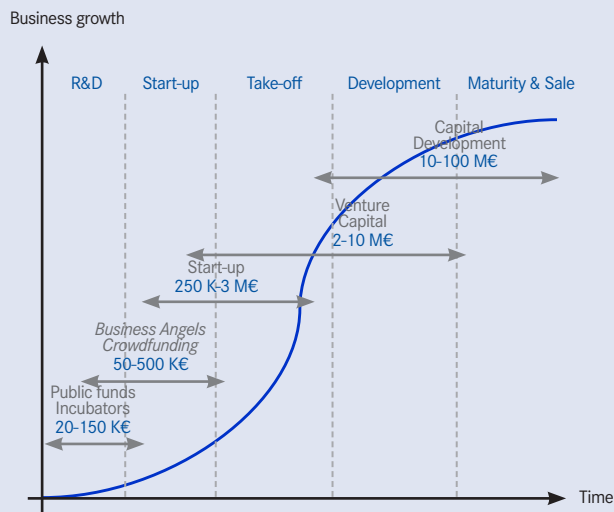 Business growth
R&D
Start-up
Take-off
Development
Maturity & Sale
Capital
Development
10-100 M€
Venture
Capital
2-10 M€
Start-up
250 K-3 M€
Business Angels
Crowdfunding
50-500 K€
Public funds
Incubators
20-150 K€
Time